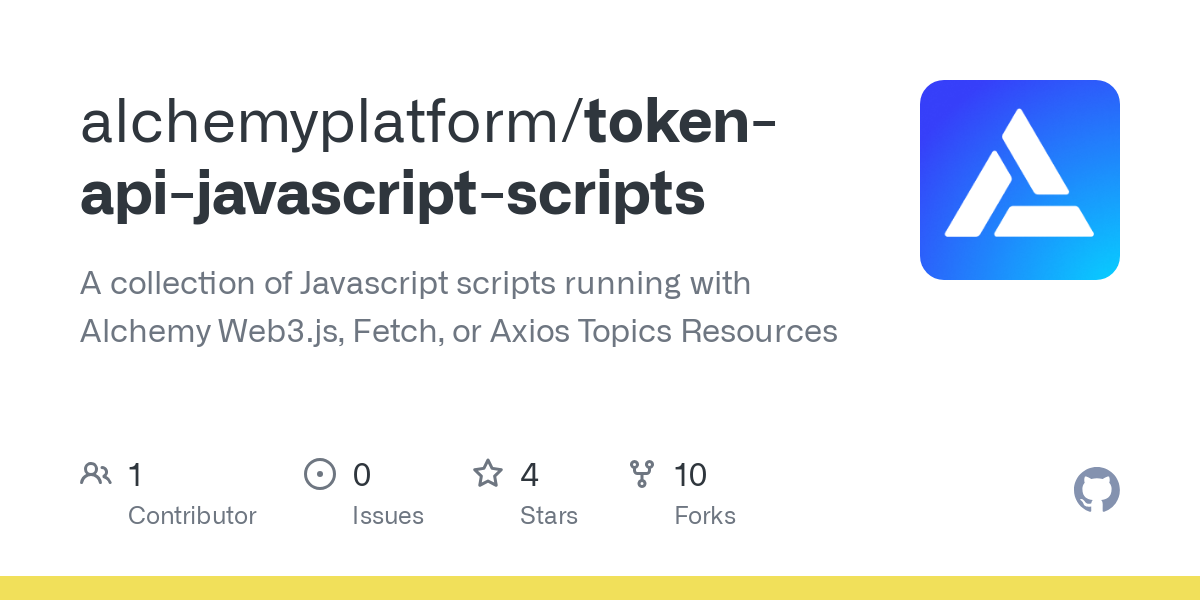 alchemyplatform/token-
api-javascript-scripts
A collection of Javascript scripts running with
Alchemy Web3.js, Fetch, or Axios Topics Resources
1 0 4 10
Contributor Issues Stars Forks